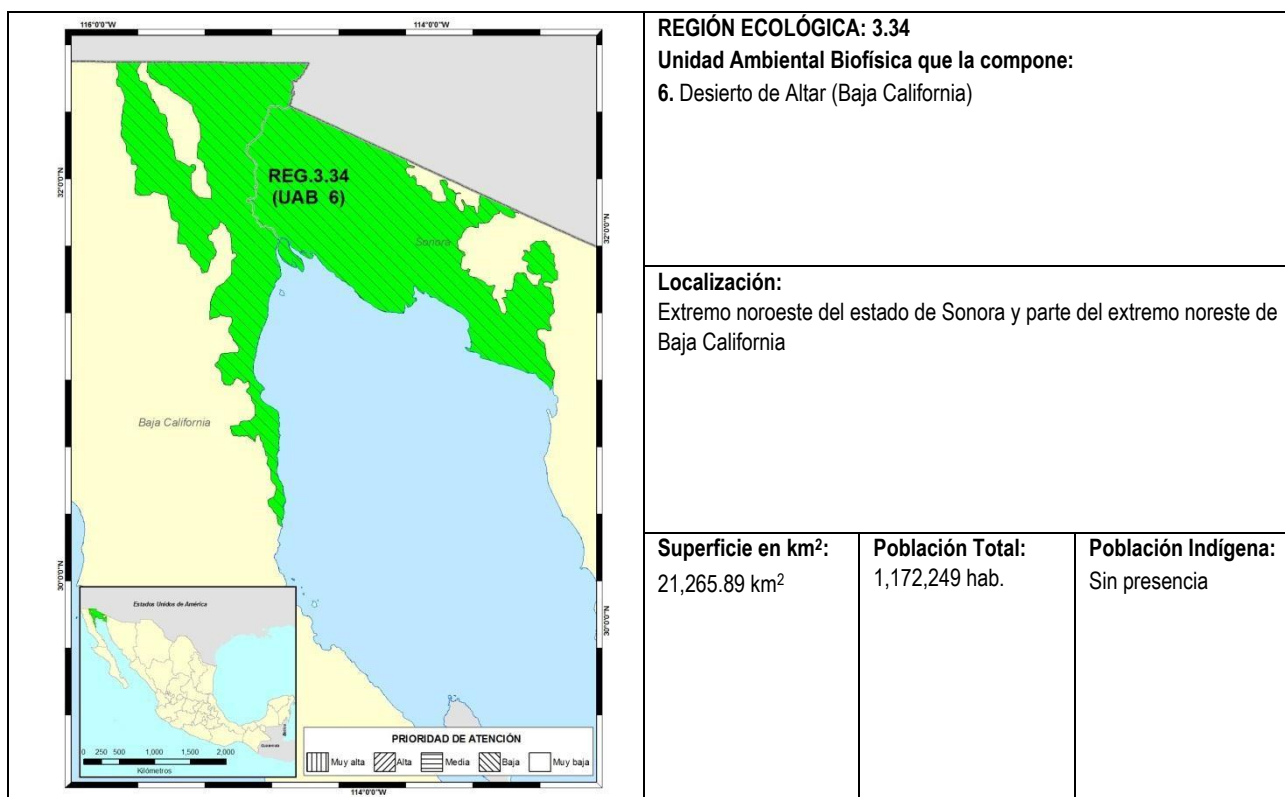 116°0'0"W
114°0'0"W
32°0'0"N
32°0'0"N
REG.3.34
(UAB 6)
Sonora
Baja California
30°0'0"N
30°0'0"N
Estados Unidos de América
Guatemala
Belice
0 250 500 1,000 1,500 2,000
Kilómetros
PRIORIDAD DE ATENCIÓN
Muy alta Alta Media Baja Muy baja
114°0'0"W
REGIÓN ECOLÓGICA: 3.34
Unidad Ambiental Biofísica que la compone:
6. Desierto de Altar (Baja California)
Localización:
Extremo noroeste del estado de Sonora y parte del extremo noreste de
Baja California
Superficie en km²:
21,265.89 km²
Población Total:
1,172,249 hab.
Población Indígena:
Sin presencia